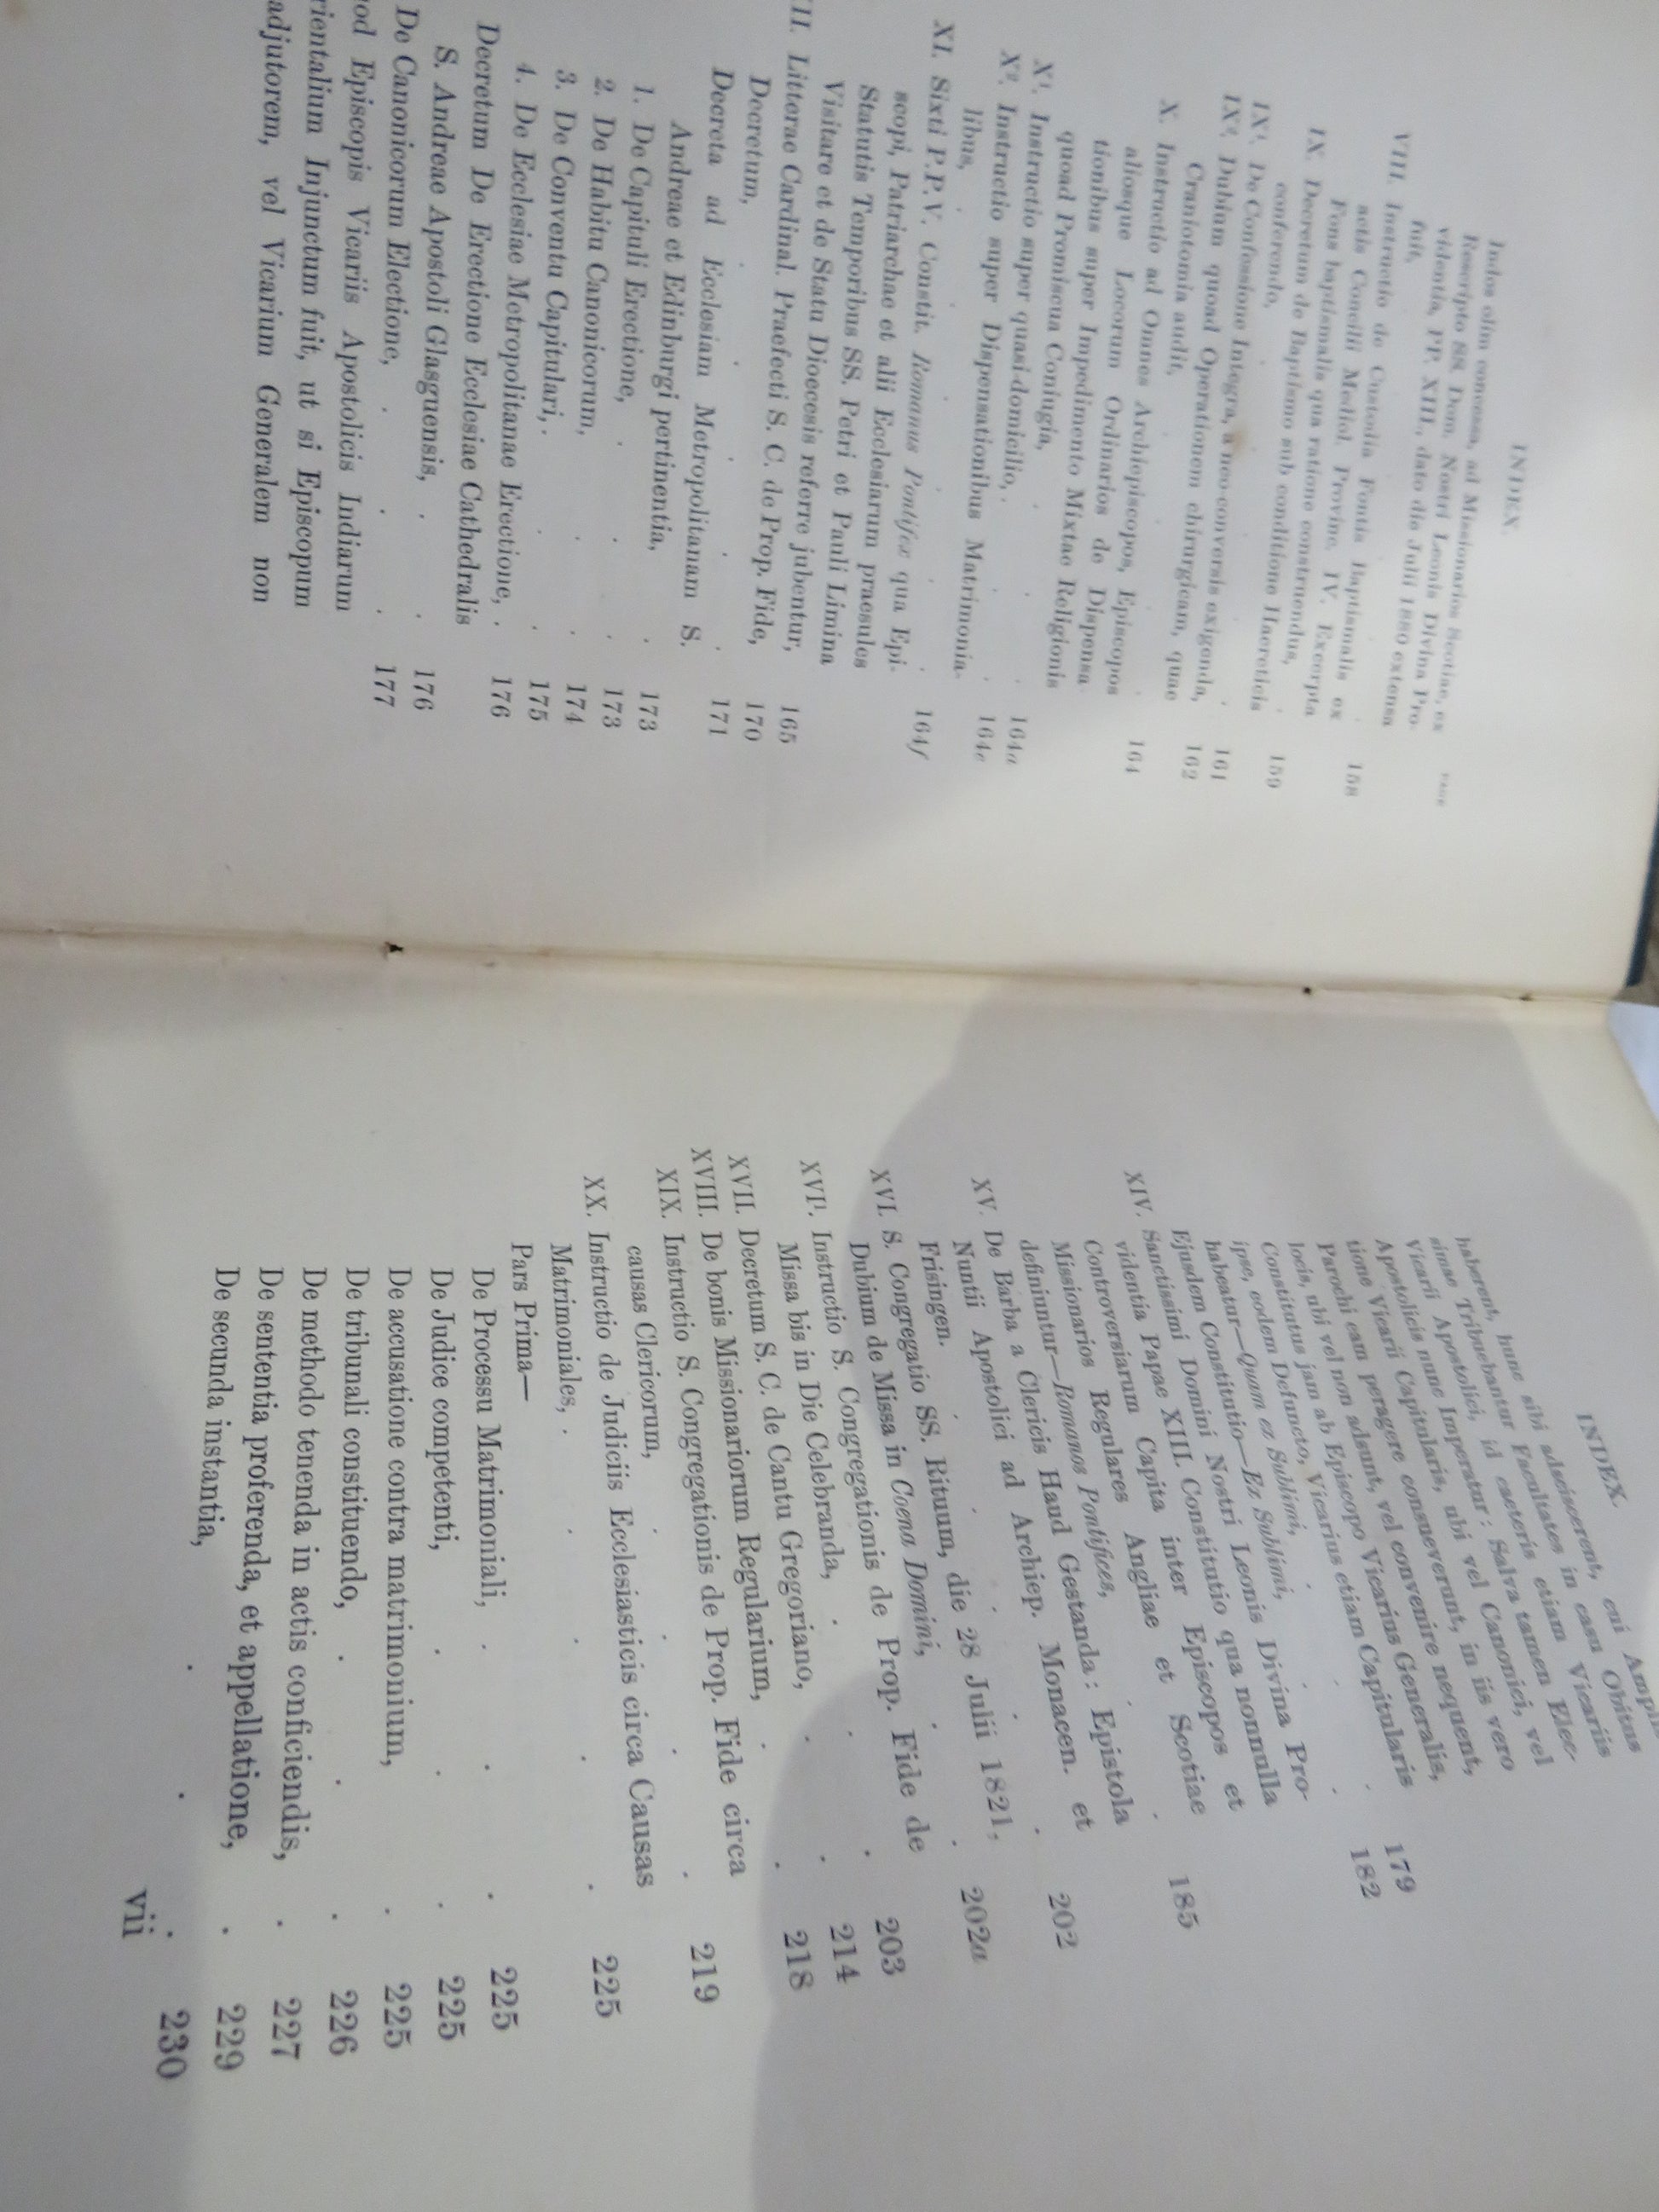 INDEX.
PAGE
Indos olim concessa, ad Missionarios Scotiae, ex
Rescripto SS. Dom. Nostri Leonis Divina Pro-
videntia, PP. XIII., dato die Julii 1880 extensa
fuit,
VIII. Instructio de Custodia Fontis Baptismalis ex
actis Concilii Mediol. Provinc. IV. Excerpta
Fons baptismalis qua ratione construendus, . 158
IX. Decretum de Baptismo sub conditione Haereticis
conferendo, . 159
IX¹. De Confessione Integra, a neo-conversis exigenda, . 161
IX². Dubium quoad Operationem chirurgicam, quae
Craniotomia audit, 162
X. Instructio ad Omnes Archiepiscopos, Episcopos
aliosque Locorum Ordinarios de Dispensa-
tionibus super Impedimento Mixtae Religionis
quoad Promiscua Coningia, . 164
X¹. Instructio super quasi-domicilio, . . . 164a
X². Instructio super Dispensationibus Matrimonia-
libus, . . . 164e
XI. Sixti P.P.V. Constit. Romanus Pontifex qua Epi-
scopi, Patriarchae et alii Ecclesiarum praesules
Statutis Temporibus SS. Petri et Pauli Limina
Visitare et de Statu Dioecesis referre jubentur, 164f
II. Litterae Cardinal. Praefecti S. C. de Prop. Fide, 165
Decretum, . . . 170
Decreta ad Ecclesiam Metropolitanam S.
Andreae et Edinburgi pertinentia, . 171
1. De Capituli Erectione, . . 173
2. De Habitu Canonicorum, . . 173
3. De Conventu Capitulari, . . . 174
4. De Ecclesiae Metropolitanae Erectione, . 175
Decretum De Erectione Ecclesiae Cathedralis
S. Andreae Apostoli Glasguensis, . . 176
De Canonicorum Electione, . . . 176
od Episcopis Vicariis Apostolicis Indiarum
rientalium Injunctum fuit, ut si Episcopum 177
adjutorem, vel Vicarium Generalem non
INDEX.
haberent, hunc sibi adsciscerent, cui
simae Tribuebantur Facultates in casu Obitus
Vicarii Apostolici, id caeteris etiam Vicariis
Apostolicis nunc Imperatur: Salva tamen Elec-
tione Vicarii Capitularis, ubi vel Canonici, vel
Parochi eam peragere consueverunt, in iis vero
locis, ubi vel non adsunt, vel convenire nequent,
Constitutus jam ab Episcopo Vicarius Generalis,
ipse, eodem Defuncto, Vicarius etiam Capitularis
habeatur—Quam ex Sublimi, . . . 179
Ejusdem Constitutio—Ex Sublimi, . . . 182
XIV. Sanctissimi Domini Nostri Leonis Divina Pro-
videntia Papae XIII. Constitutio qua nonnulla
Controversiarum Capita inter Episcopos et
Missionarios Regulares Angliae et Scotiae
definiuntur—Romanos Pontifices, . . 185
XV. De Barba a Clericis Haud Gestanda: Epistola
Nuntii Apostolici ad Archiep. Monacen. et
Frisingen. . . . . 202
XVI. S. Congregatio SS. Rituum, die 28 Julii 1821,
Dubium de Missa in Coena Domini, . . 202a
XVI¹. Instructio S. Congregationis de Prop. Fide de
Missa bis in Die Celebranda, . . . 203
XVII. Decretum S. C. de Cantu Gregoriano, . . 214
XVIII. De bonis Missionariorum Regularium, . . 218
XIX. Instructio S. Congregationis de Prop. Fide circa
causas Clericorum, . . . . 219
XX. Instructio de Judiciis Ecclesiasticis circa Causas
Matrimoniales, . . . . 225
Pars Prima—
De Processu Matrimoniali, . . . 225
De Judice competenti, . . . 225
De accusatione contra matrimonium, . . 225
De tribunali constituendo, . . . 226
De methodo tenenda in actis conficiendis, . 227
De sententia proferenda, et appellatione, . 229
De secunda instantia, . . . 230
vii